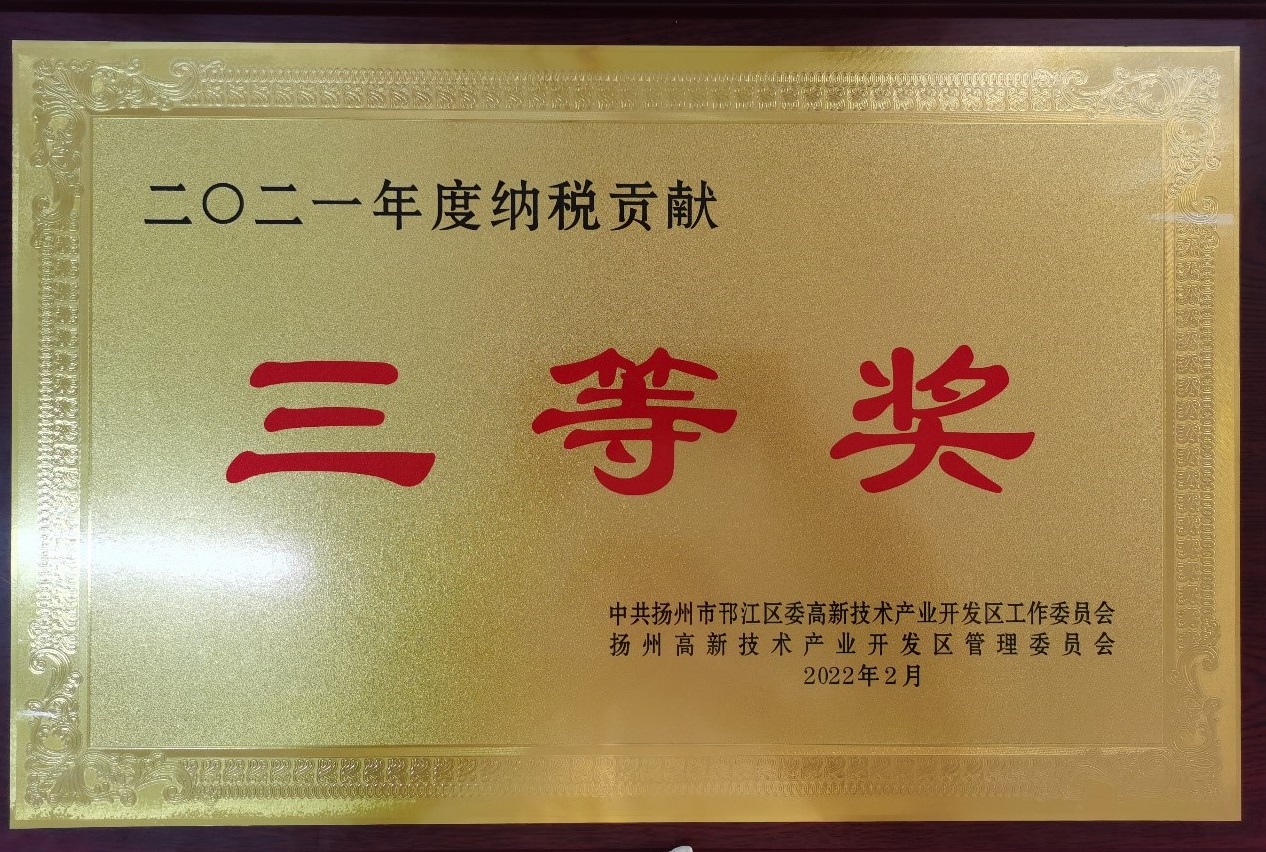 二〇二一年度纳税贡献
三等奖
中共扬州市邗江区委高新技术产业开发区工作委员会
扬州高新技术产业开发区管理委员会
2022年2月